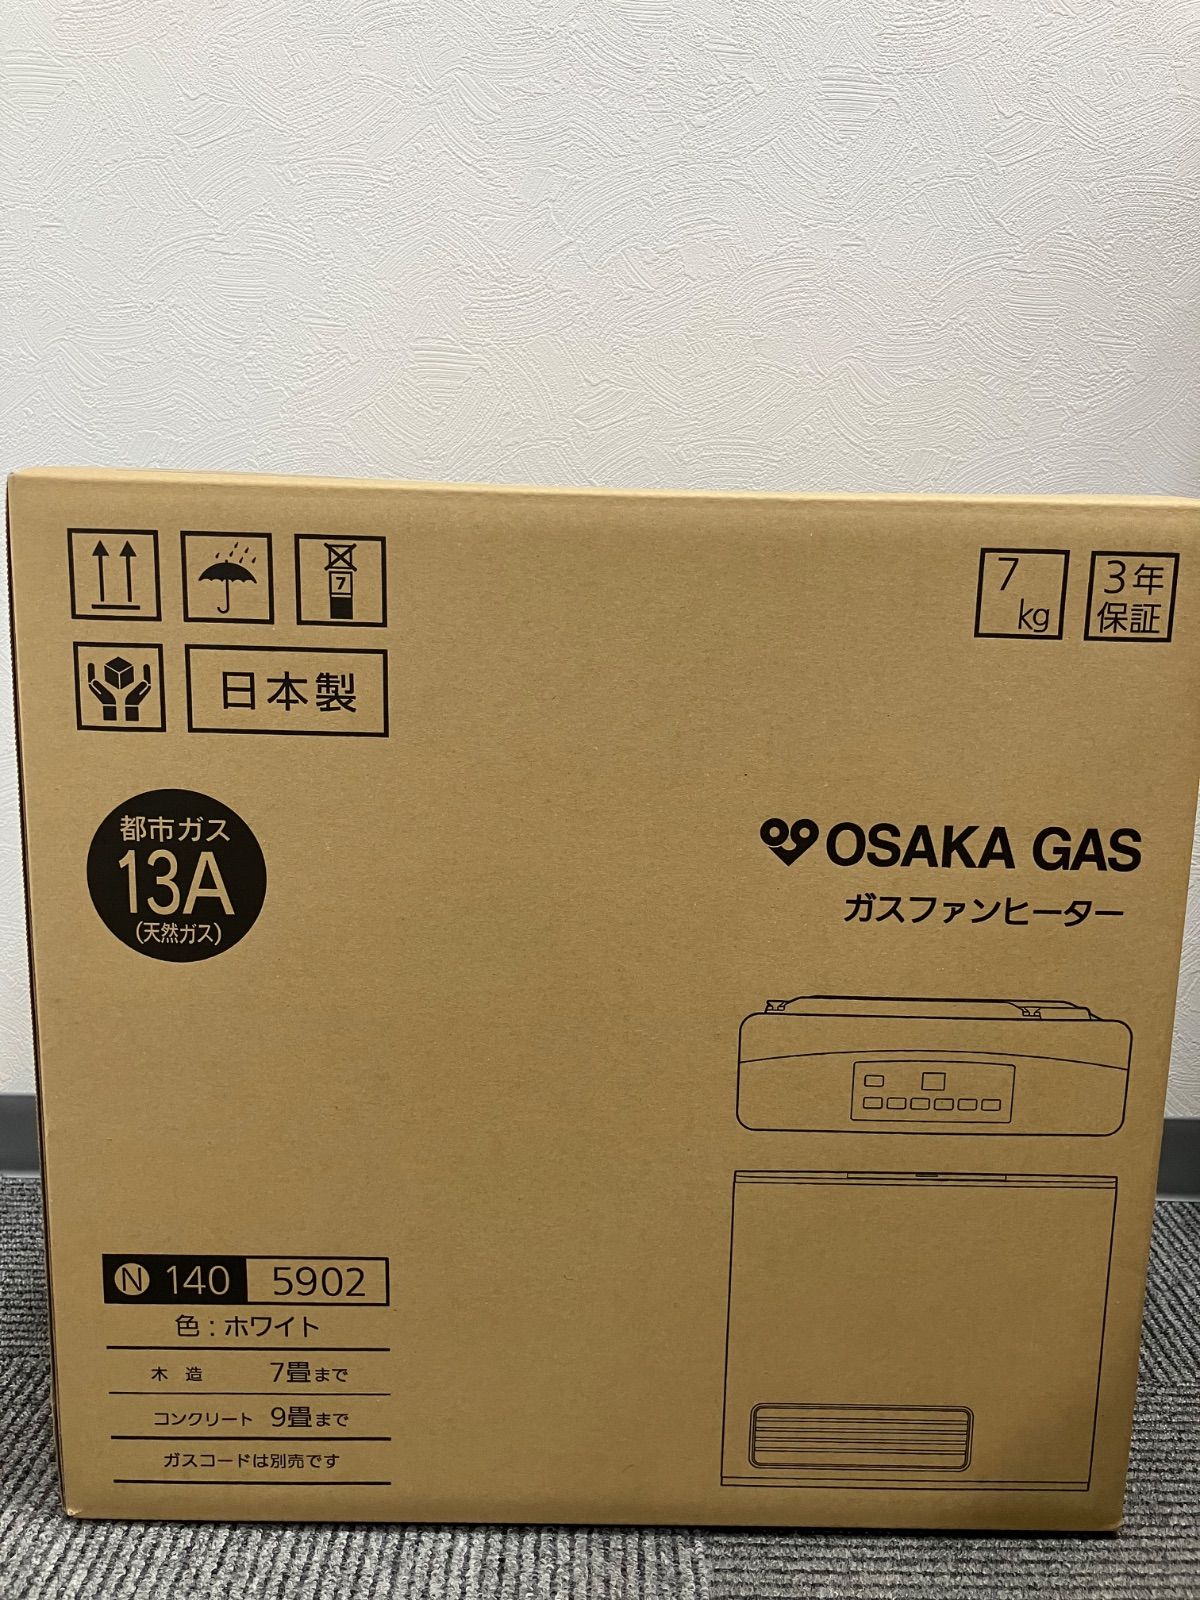 7
7
kg
3年
保証
日本製
都市ガス
13A
(天然ガス)
OSAKA GAS
ガスファンヒーター
N 140 5902
色:ホワイト
木 造 7畳まで
コンクリート 9畳まで
ガスコードは別売です